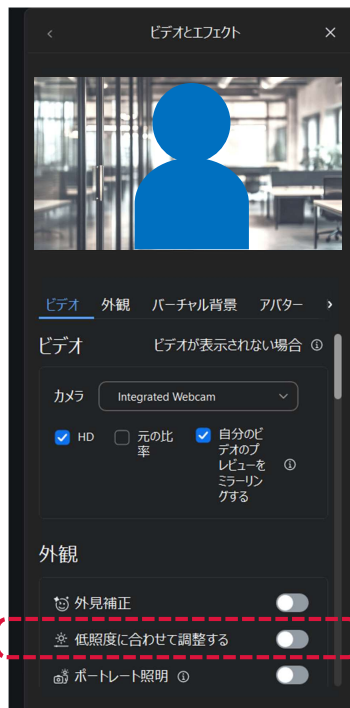 ビデオとエフェクト
ビデオ 外観 バーチャル背景 アバター
ビデオ ビデオが表示されない場合
カメラ Integrated Webcam
HD
元の比
率
自分のビ
デオのプ
レビューを
ミラーリン
グする
外観
外見補正
低照度に合わせて調整する
ポートレート照明